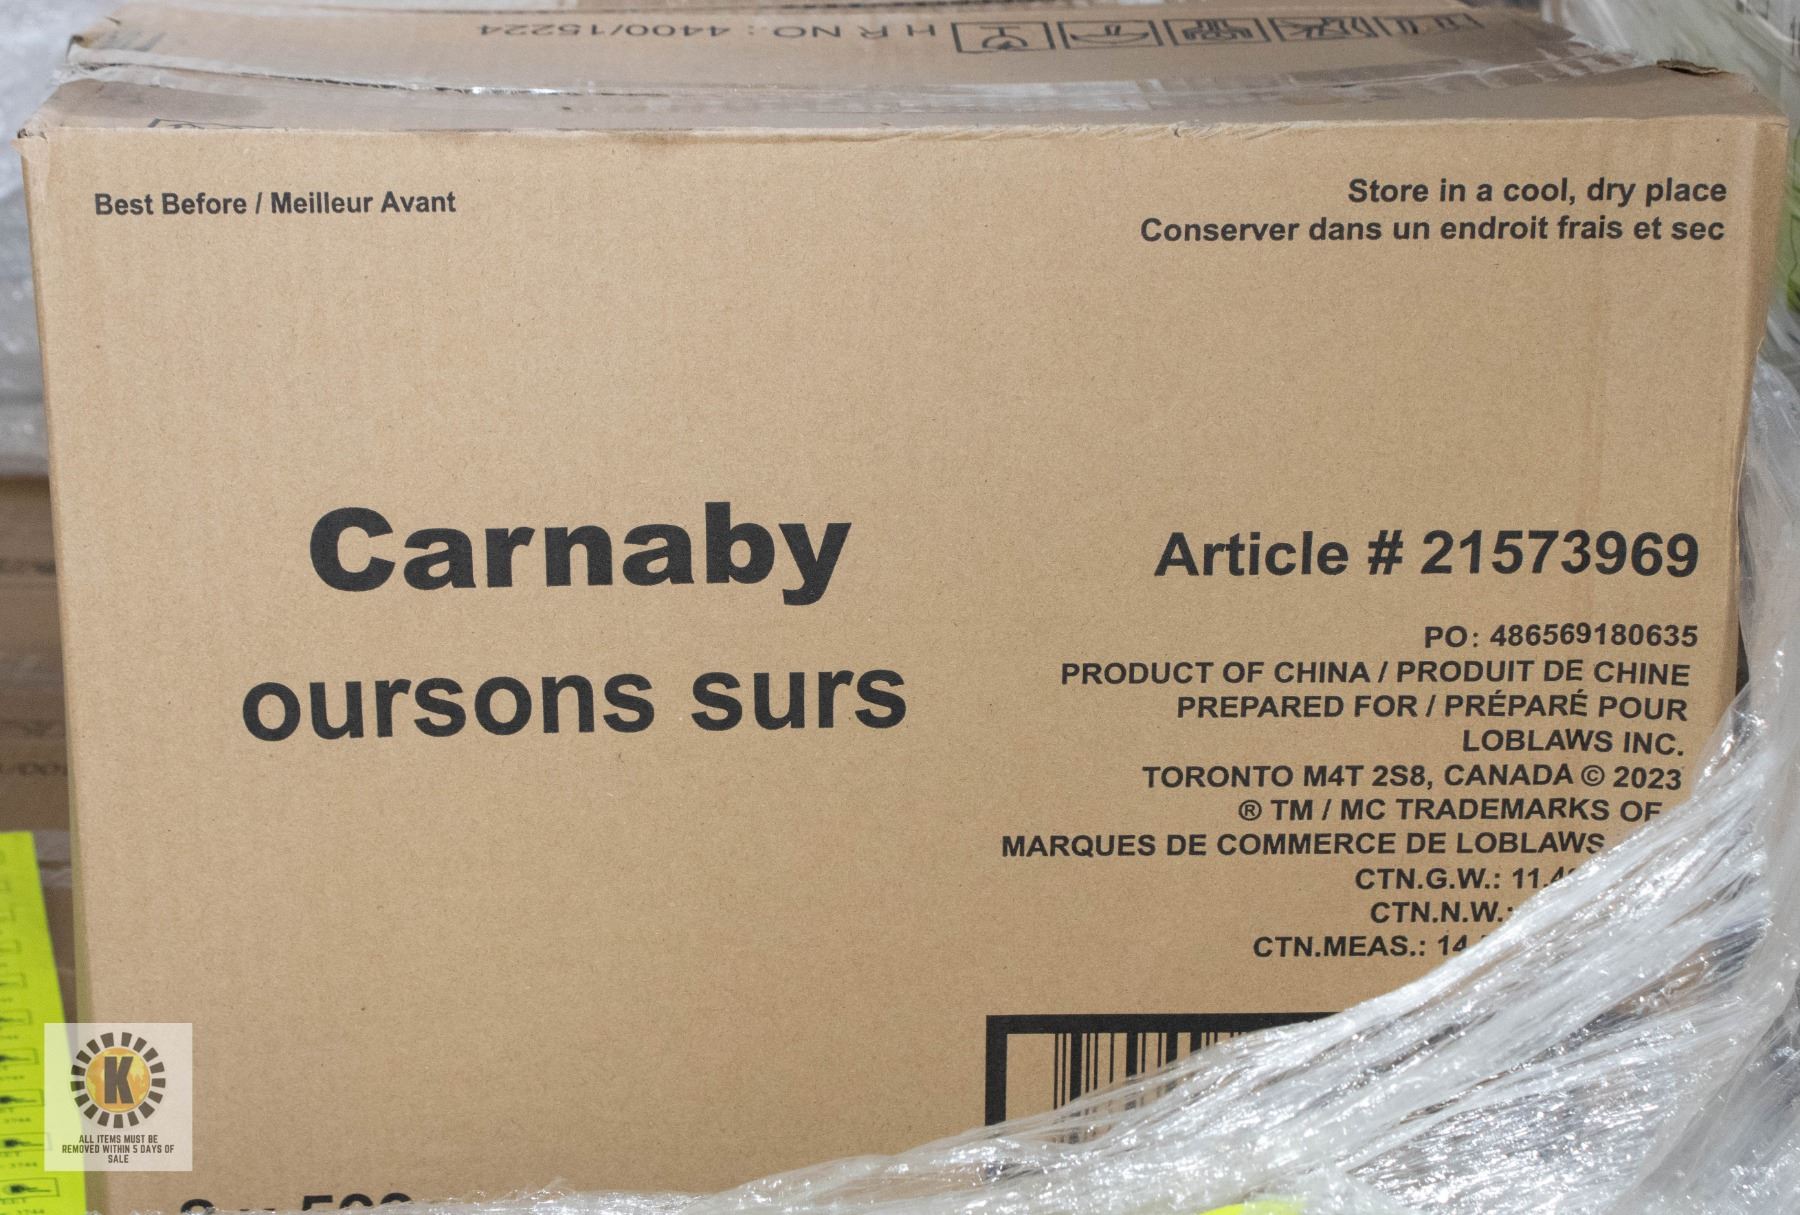 H R NO.: 4400/15224
Best Before / Meilleur Avant
Store in a cool, dry place
Conserver dans un endroit frais et sec
Carnaby
oursons surs
Article # 21573969
PO: 486569180635
PRODUCT OF CHINA / PRODUIT DE CHINE
PREPARED FOR / PRÉPARÉ POUR
LOBLAWS INC.
TORONTO M4T 2S8, CANADA © 2023
® TM / MC TRADEMARKS OF
MARQUES DE COMMERCE DE LOBLAWS
CTN.G.W.:
CTN.N.W.:
CTN.MEAS.:
K
ALL ITEMS MUST BE
REMOVED WITHIN 5 DAYS OF
SALE